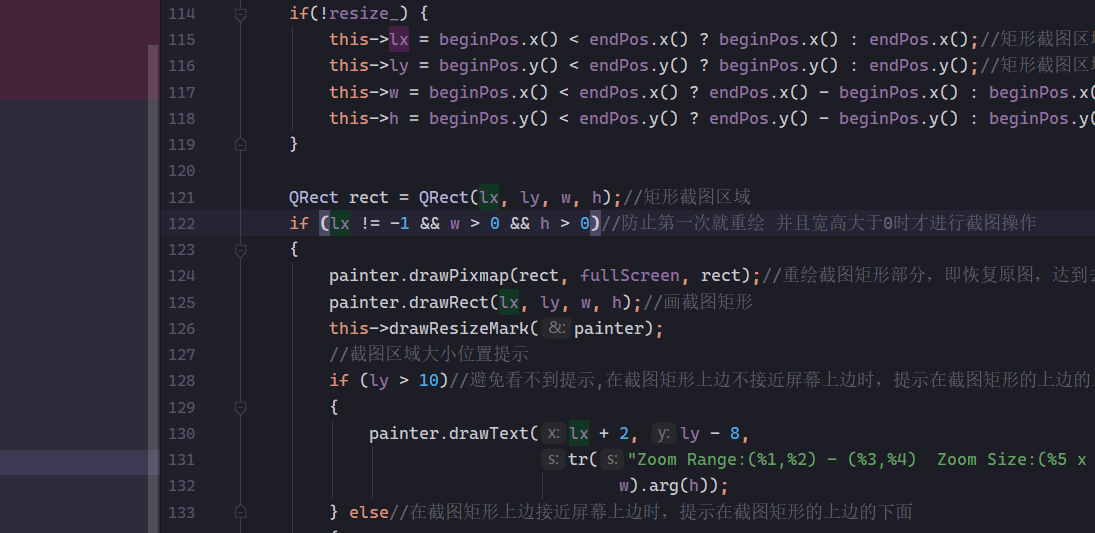 114 if(!resize_) {
115 this->lx = beginPos.x() < endPos.x() ? beginPos.x() : endPos.x();//矩形截图区
116 this->ly = beginPos.y() < endPos.y() ? beginPos.y() : endPos.y();//矩形截图区
117 this->w = beginPos.x() < endPos.x() ? endPos.x() - beginPos.x() : beginPos.x(
118 this->h = beginPos.y() < endPos.y() ? endPos.y() - beginPos.y() : beginPos.y(
119 }
120
121 QRect rect = QRect(lx, ly, w, h);//矩形截图区域
122 if (lx != -1 && w > 0 && h > 0)//防止第一次就重绘 并且宽高大于0时才进行截图操作
123 {
124 painter.drawPixmap(rect, fullScreen, rect);//重绘截图矩形部分，即恢复原图，达到
125 painter.drawRect(lx, ly, w, h);//画截图矩形
126 this->drawResizeMark( &: painter);
127 //截图区域大小位置提示
128 if (ly > 10)//避免看不到提示,在截图矩形上边不接近屏幕上边时，提示在截图矩形的上边的
129 {
130 painter.drawText( x: lx + 2, y: ly - 8,
131 s: tr( s: "Zoom Range:(%1,%2) - (%3,%4)  Zoom Size:(%5 x
132 w).arg(h));
133 } else//在截图矩形上边接近屏幕上边时，提示在截图矩形的上边的下面